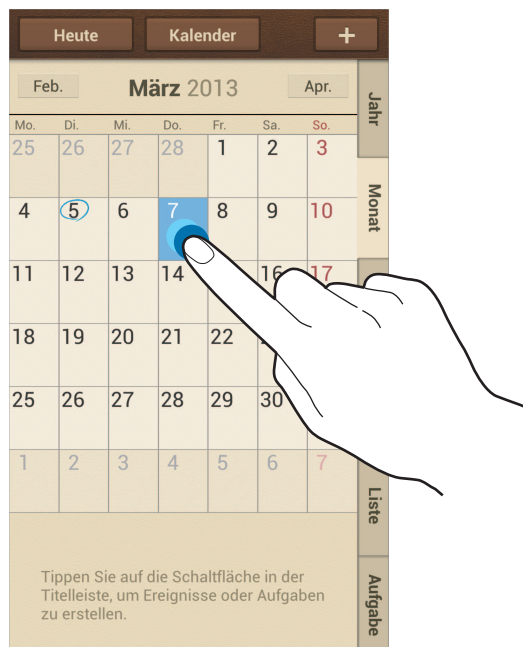 Heute Kalender +
Feb. März 2013 Apr.
Jahr
Mo. Di. Mi. Do. Fr. Sa. So.
25 26 27 28 1 2 3
Monat
4 5 6 7 8 9 10
11 12 13 14 16 17
18 19 20 21 22
25 26 27 28 29 30
1 2 3 4 5 6 7
Liste
Tippen Sie auf die Schaltfläche in der
Titelleiste, um Ereignisse oder Aufgaben
zu erstellen.
Aufgabe